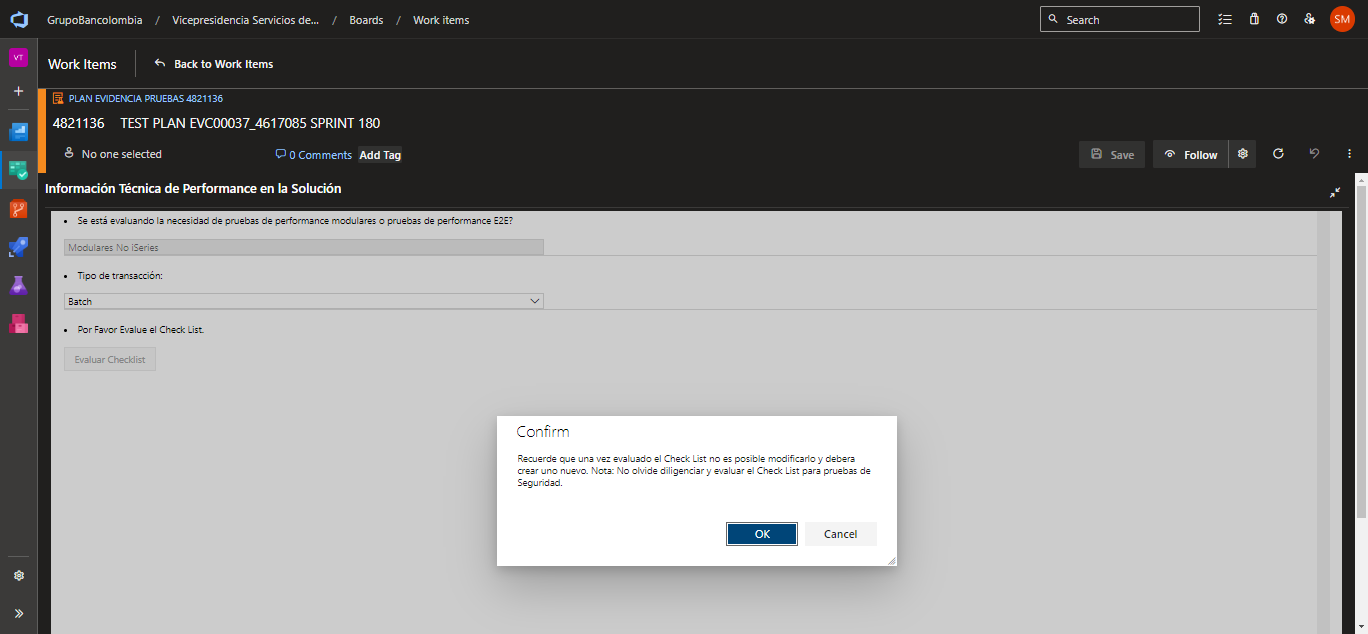 GrupoBancolombia / Vicepresidencia Servicios de... / Boards / Work items
Search
SM
VT
Work Items
Back to Work Items
PLAN EVIDENCIA PRUEBAS 4821136
4821136 TEST PLAN EVC00037_4617085 SPRINT 180
No one selected
0 Comments
Add Tag
Save
Follow
Información Técnica de Performance en la Solución
• Se está evaluando la necesidad de pruebas de performance modulares o pruebas de performance E2E?
Modulares No iSeries
• Tipo de transacción:
Batch
• Por Favor Evalue el Check List.
Evaluar Checklist
Confirm
Recuerde que una vez evaluado el Check List no es posible modificarlo y debera
crear uno nuevo. Nota: No olvide diligenciar y evaluar el Check List para pruebas de
Seguridad.
OK
Cancel